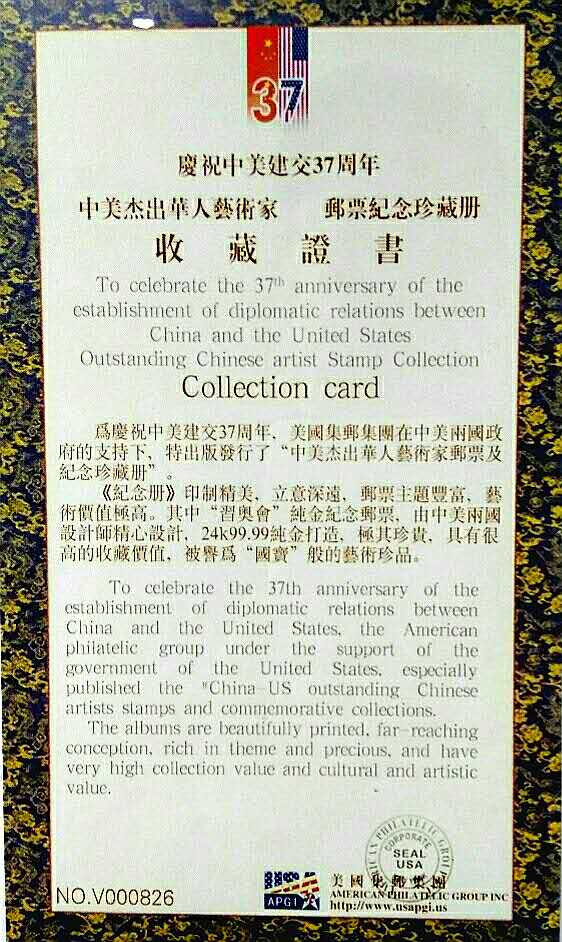 37
慶祝中美建交37周年
中美杰出華人藝術家 郵票紀念珍藏册
收藏證書
To celebrate the 37th anniversary of the
establishment of diplomatic relations between
China and the United States
Outstanding Chinese artist Stamp Collection
Collection card
爲慶祝中美建交37周年，美國集郵集團在中美兩國政
府的支持下，特出版發行了“中美杰出華人藝術家郵票及
紀念珍藏册”。
《紀念册》印制精美，立意深遠，郵票主題豐富，藝
術價值極高。其中“習奥會”純金紀念郵票，由中美兩國
設計師精心設計，24k99.99純金打造，極其珍貴，具有很
高的收藏價值，被譽爲“國寶”般的藝術珍品。
To celebrate the 37th anniversary of the
establishment of diplomatic relations between
China and the United States, the American
philatelic group under the support of the
government of the United States, especially
published the "China-US outstanding Chinese
artists stamps and commemorative collections.
The albums are beautifully printed, far-reaching
conception, rich in theme and precious, and have
very high collection value and cultural and artistic
value.
CORPORATE
SEAL
USA
NO.V000826
USA
APGI
美國集郵集團
AMERICAN PHILATELIC GROUP INC
http://www.usapgi.us